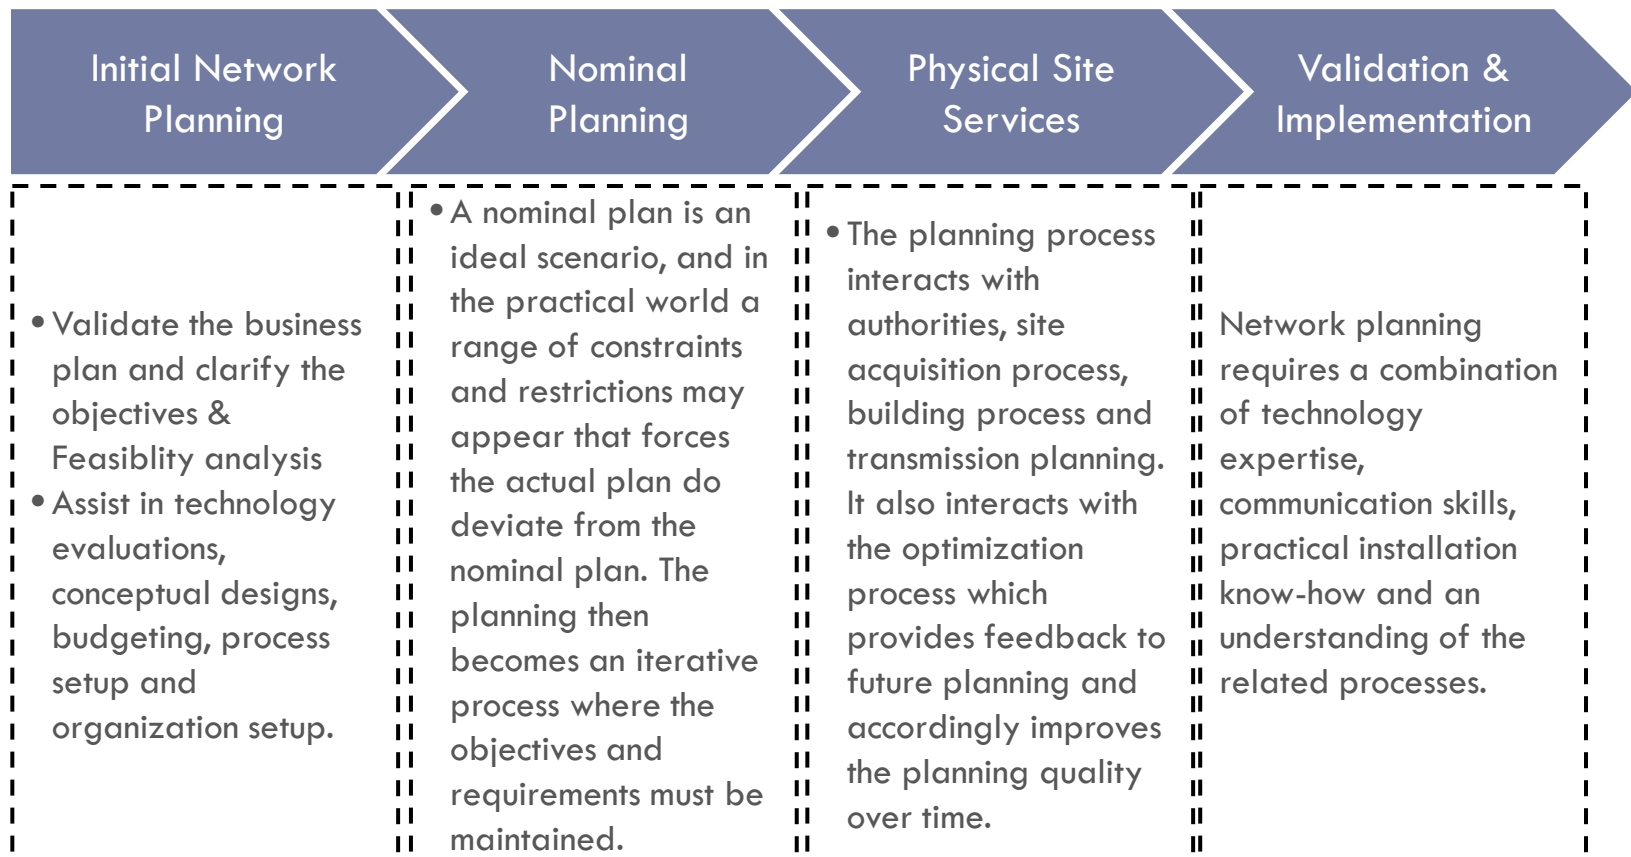 Initial Network
Planning
Nominal
Planning
Physical Site
Services
Validation &
Implementation
•Validate the business
plan and clarify the
objectives &
Feasiblity analysis
•Assist in technology
evaluations,
conceptual designs,
budgeting, process
setup and
organization setup.
•A nominal plan is an
ideal scenario, and in
the practical world a
range of constraints
and restrictions may
appear that forces
the actual plan do
deviate from the
nominal plan. The
planning then
becomes an iterative
process where the
objectives and
requirements must be
maintained.
•The planning process
interacts with
authorities, site
acquisition process,
building process and
transmission planning.
It also interacts with
the optimization
process which
provides feedback to
future planning and
accordingly improves
the planning quality
over time.
Network planning
requires a combination
of technology
expertise,
communication skills,
practical installation
know-how and an
understanding of the
related processes.